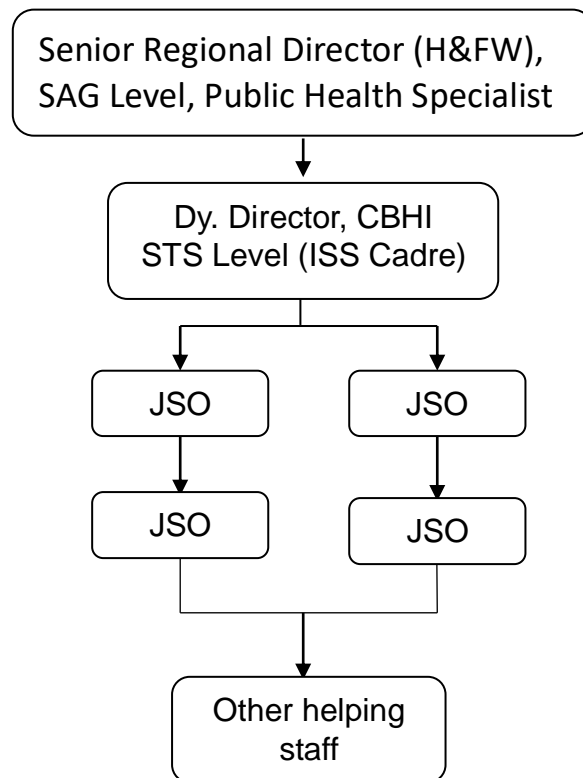 Senior Regional Director (H&FW),
SAG Level, Public Health Specialist
Dy. Director, CBHI
STS Level (ISS Cadre)
JSO
JSO
JSO
JSO
Other helping
staff